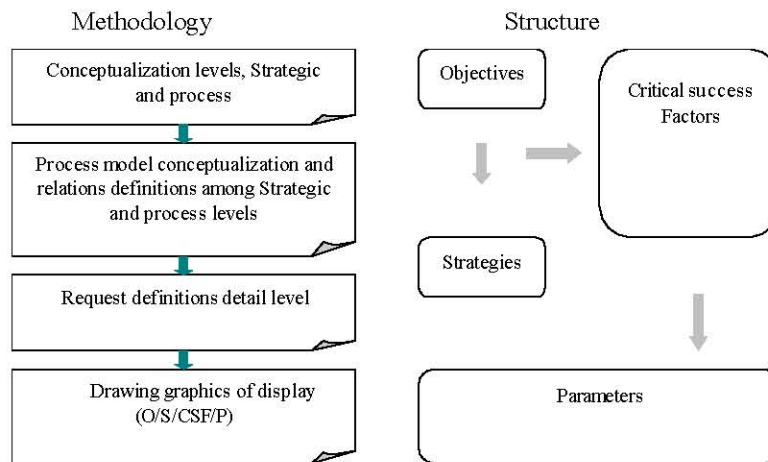 Methodology
Conceptualization levels, Strategic
and process
Process model conceptualization and
relations definitions among Strategic
and process levels
Request definitions detail level
Drawing graphics of display
(O/S/CSF/P)
Structure
Objectives
Critical success
Factors
Strategies
Parameters